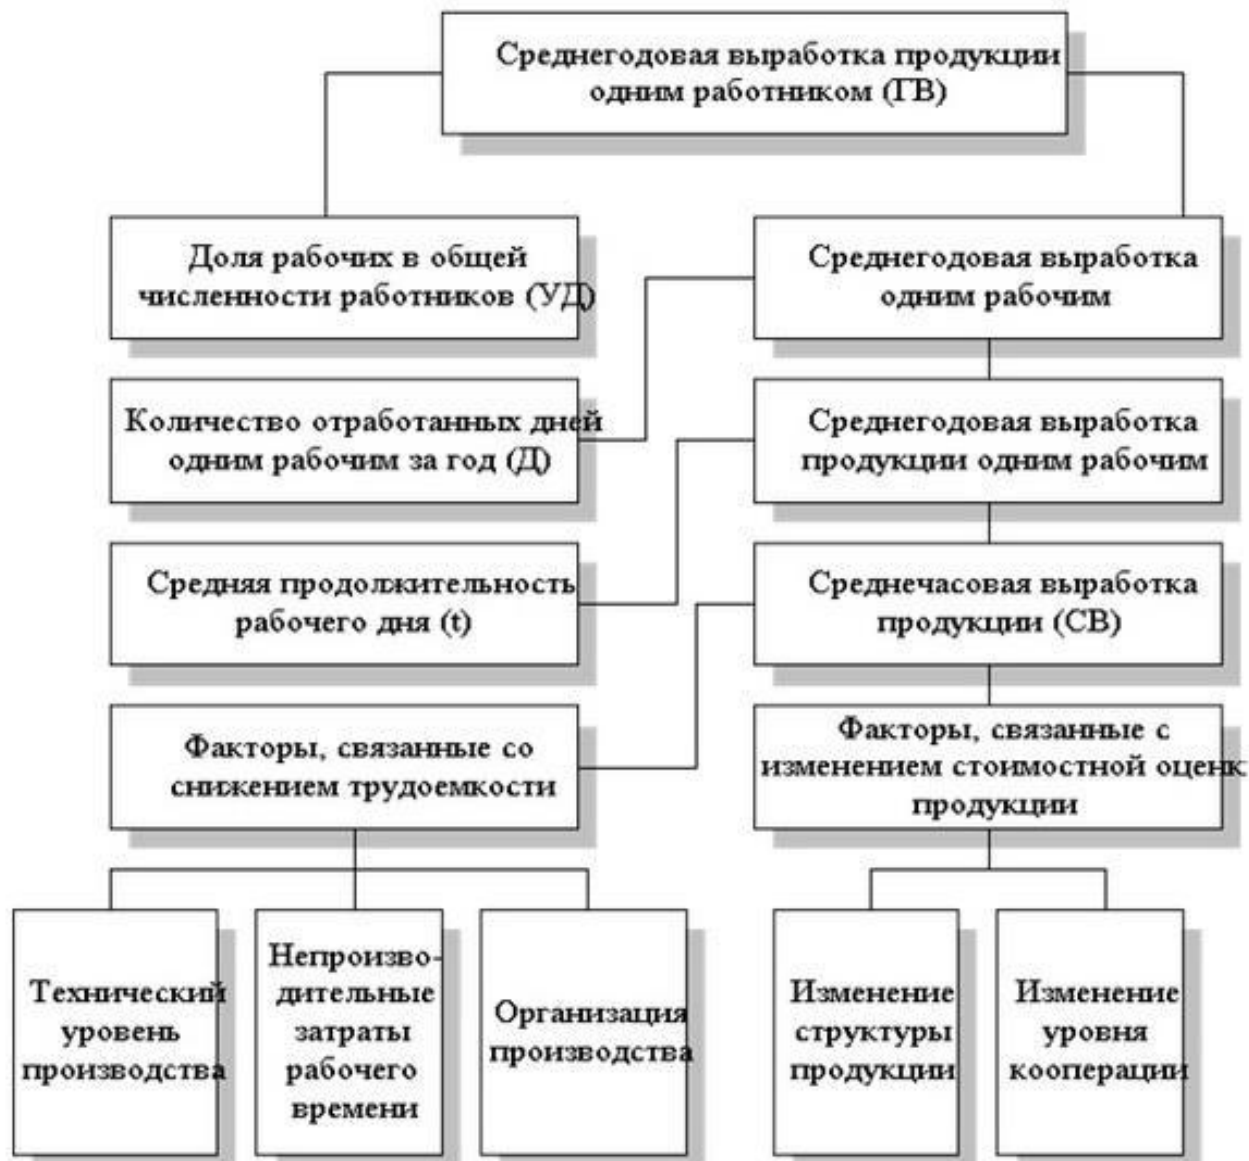 Среднегодовая выработка продукции
одним работником (ГВ)
Доля рабочих в общей
численности работников (УД)
Среднегодовая выработка
одним рабочим
Количество отработанных дней
одним рабочим за год (Д)
Среднегодовая выработка
продукции одним рабочим
Средняя продолжительность
рабочего дня (t)
Среднечасовая выработка
продукции (СВ)
Факторы, связанные со
снижением трудоемкости
Факторы, связанные с
изменением стоимостной оценк
продукции
Технический
уровень
производства
Непроизво-
дительные
затраты
рабочего
времени
Организация
производства
Изменение
структуры
продукции
Изменение
уровня
кооперации